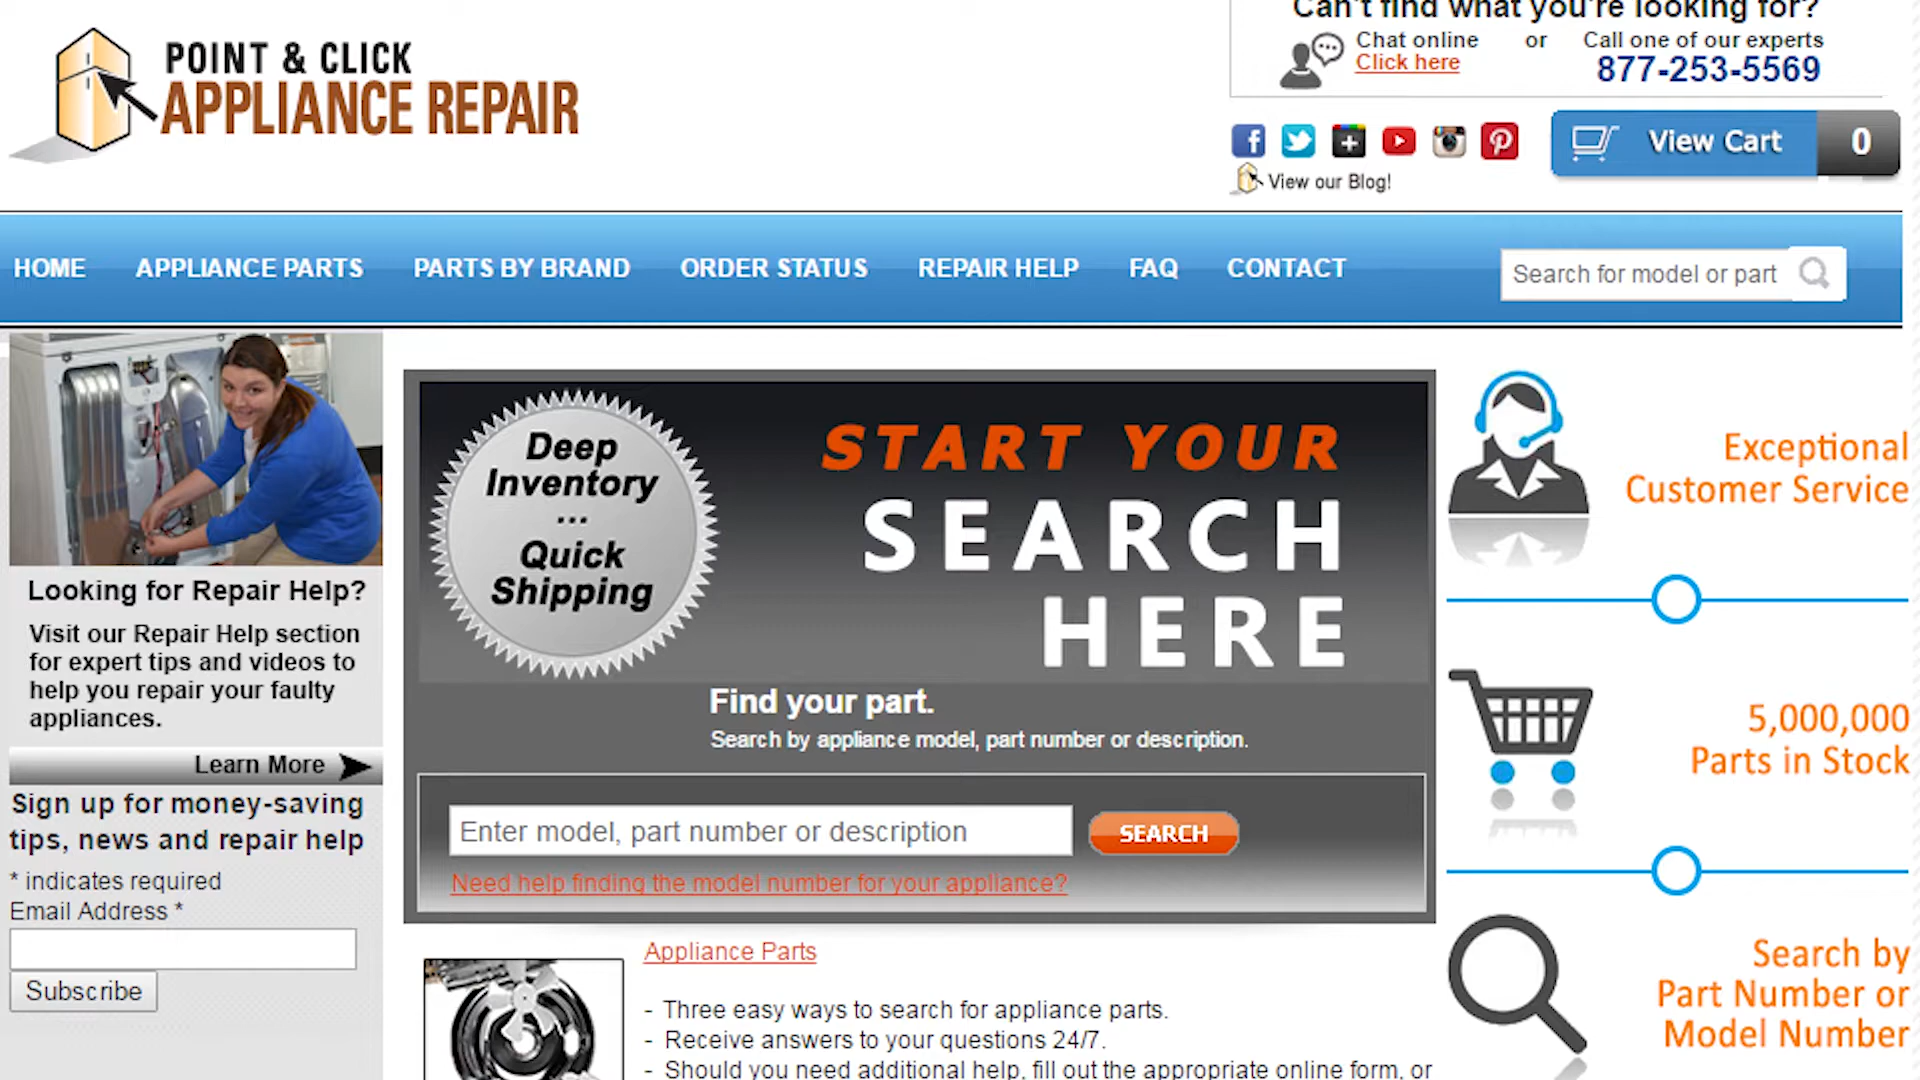 POINT & CLICK
APPLIANCE REPAIR
Can't find what you're looking for?
Chat online or Call one of our experts
Click here 877-253-5569
View Cart 0
View our Blog!
HOME APPLIANCE PARTS PARTS BY BRAND ORDER STATUS REPAIR HELP FAQ CONTACT
Search for model or part
Looking for Repair Help?
Visit our Repair Help section
for expert tips and videos to
help you repair your faulty
appliances.
Learn More
Sign up for money-saving
tips, news and repair help
* indicates required
Email Address *
Subscribe
Deep
Inventory
...
Quick
Shipping
START YOUR
SEARCH
HERE
Find your part.
Search by appliance model, part number or description.
Enter model, part number or description
SEARCH
Need help finding the model number for your appliance?
Appliance Parts
- Three easy ways to search for appliance parts.
- Receive answers to your questions 24/7.
- Should you need additional help, fill out the appropriate online form, or
Exceptional
Customer Service
5,000,000
Parts in Stock
Search by
Part Number or
Model Number